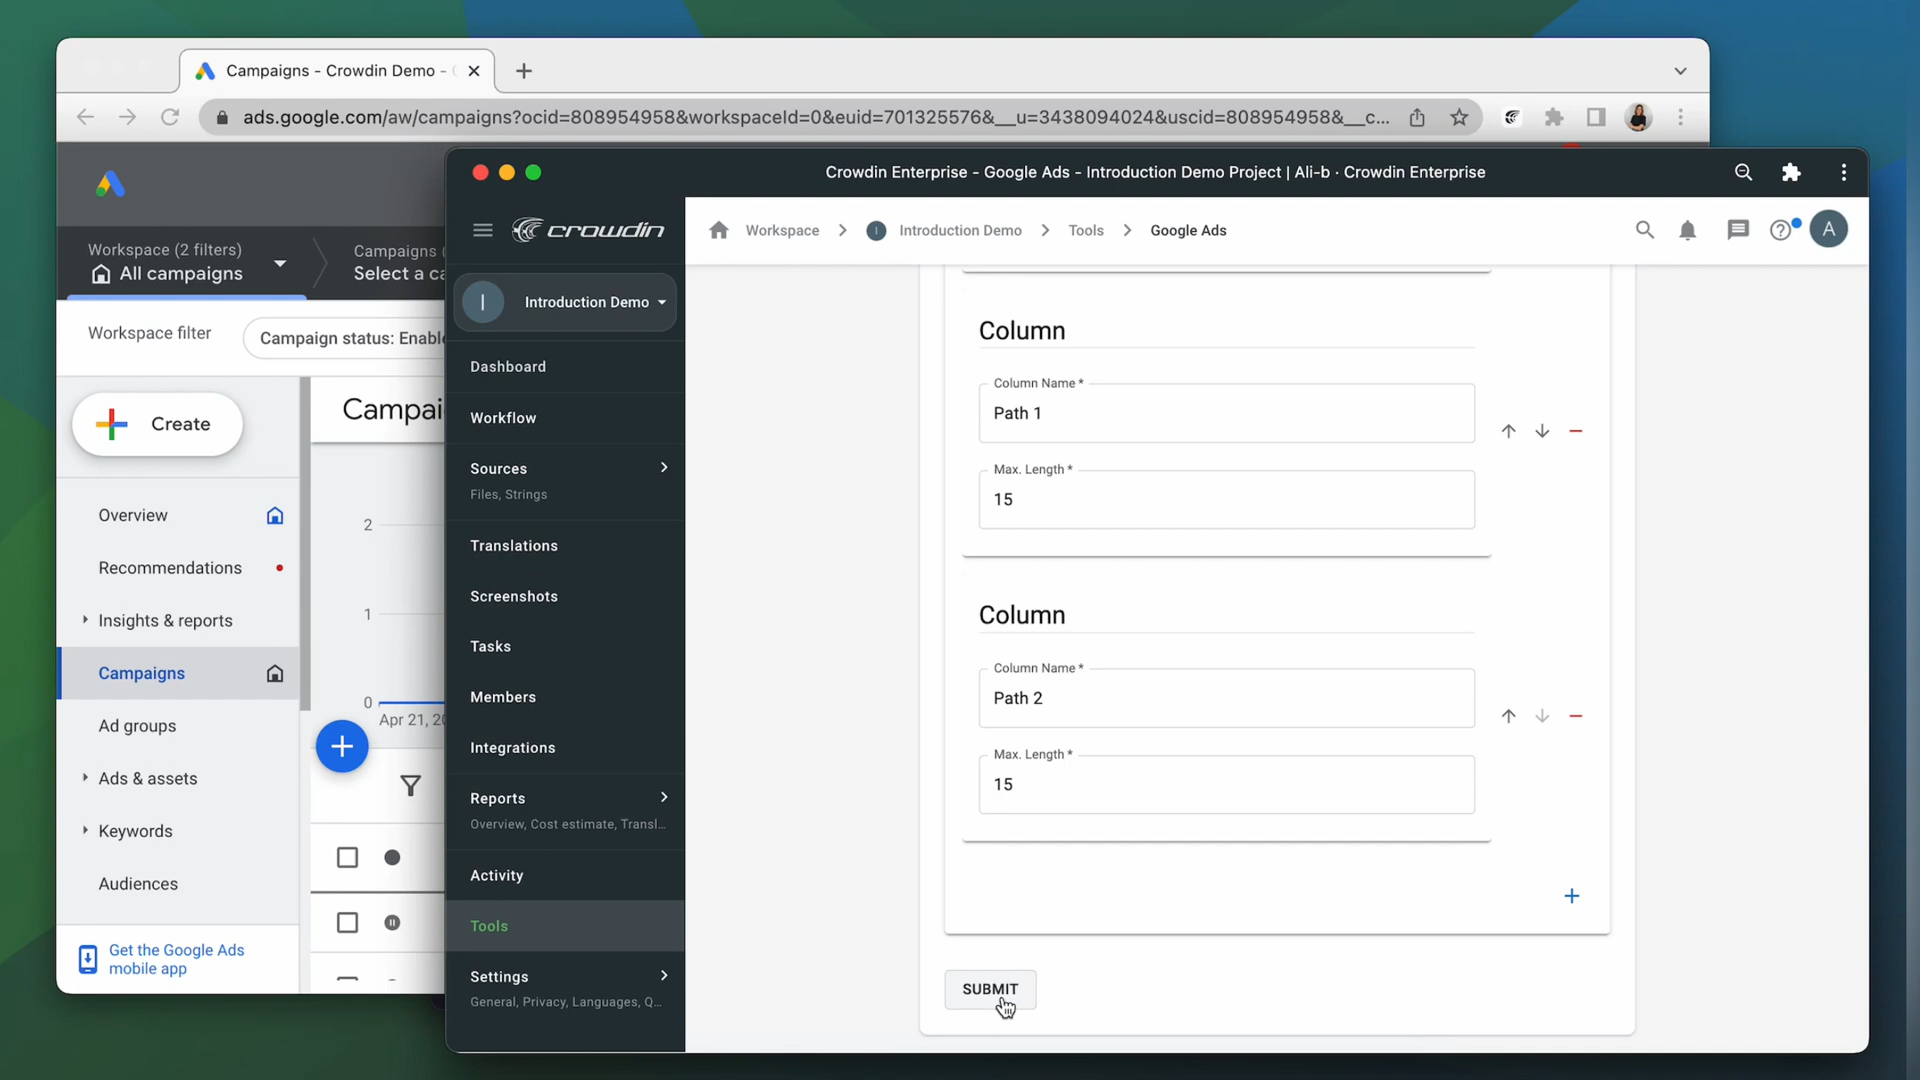 Campaigns - Crowdin Demo -
ads.google.com/aw/campaigns?ocid=808954958&workspaceId=0&euid=701325576&__u=3438094024&uscid=808954958&__c...
Workspace (2 filters)
All campaigns
Campaigns (
Select a ca
Workspace filter
Campaign status: Enable
Create
Campai
Overview
Recommendations
Insights & reports
Campaigns
Ad groups
Ads & assets
Keywords
Audiences
Get the Google Ads
mobile app
2
1
0
Apr 21, 20
Crowdin Enterprise - Google Ads - Introduction Demo Project | Ali-b · Crowdin Enterprise
crowdin
Workspace
I
Introduction Demo
Tools
Google Ads
A
I
Introduction Demo
Dashboard
Workflow
Sources
Files, Strings
Translations
Screenshots
Tasks
Members
Integrations
Reports
Overview, Cost estimate, Transl...
Activity
Tools
Settings
General, Privacy, Languages, Q...
Column
Column Name *
Path 1
Max. Length *
15
Column
Column Name *
Path 2
Max. Length *
15
SUBMIT